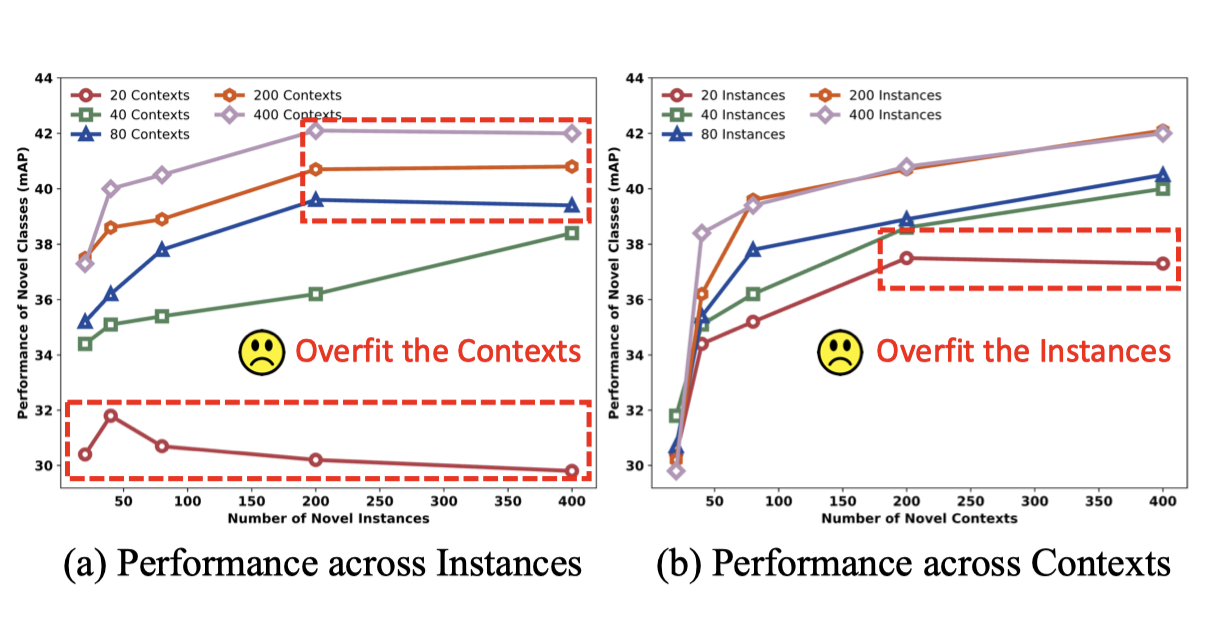 44
42
40
38
36
34
32
30
Performance of Novel Classes (mAP)
20 Contexts
40 Contexts
80 Contexts
200 Contexts
400 Contexts
Overfit the Contexts
50 100 150 200 250 300 350 400
Number of Novel Instances
(a) Performance across Instances
44
42
40
38
36
34
32
30
Performance of Novel Classes (mAP)
20 Instances
40 Instances
80 Instances
200 Instances
400 Instances
Overfit the Instances
50 100 150 200 250 300 350 400
Number of Novel Contexts
(b) Performance across Contexts